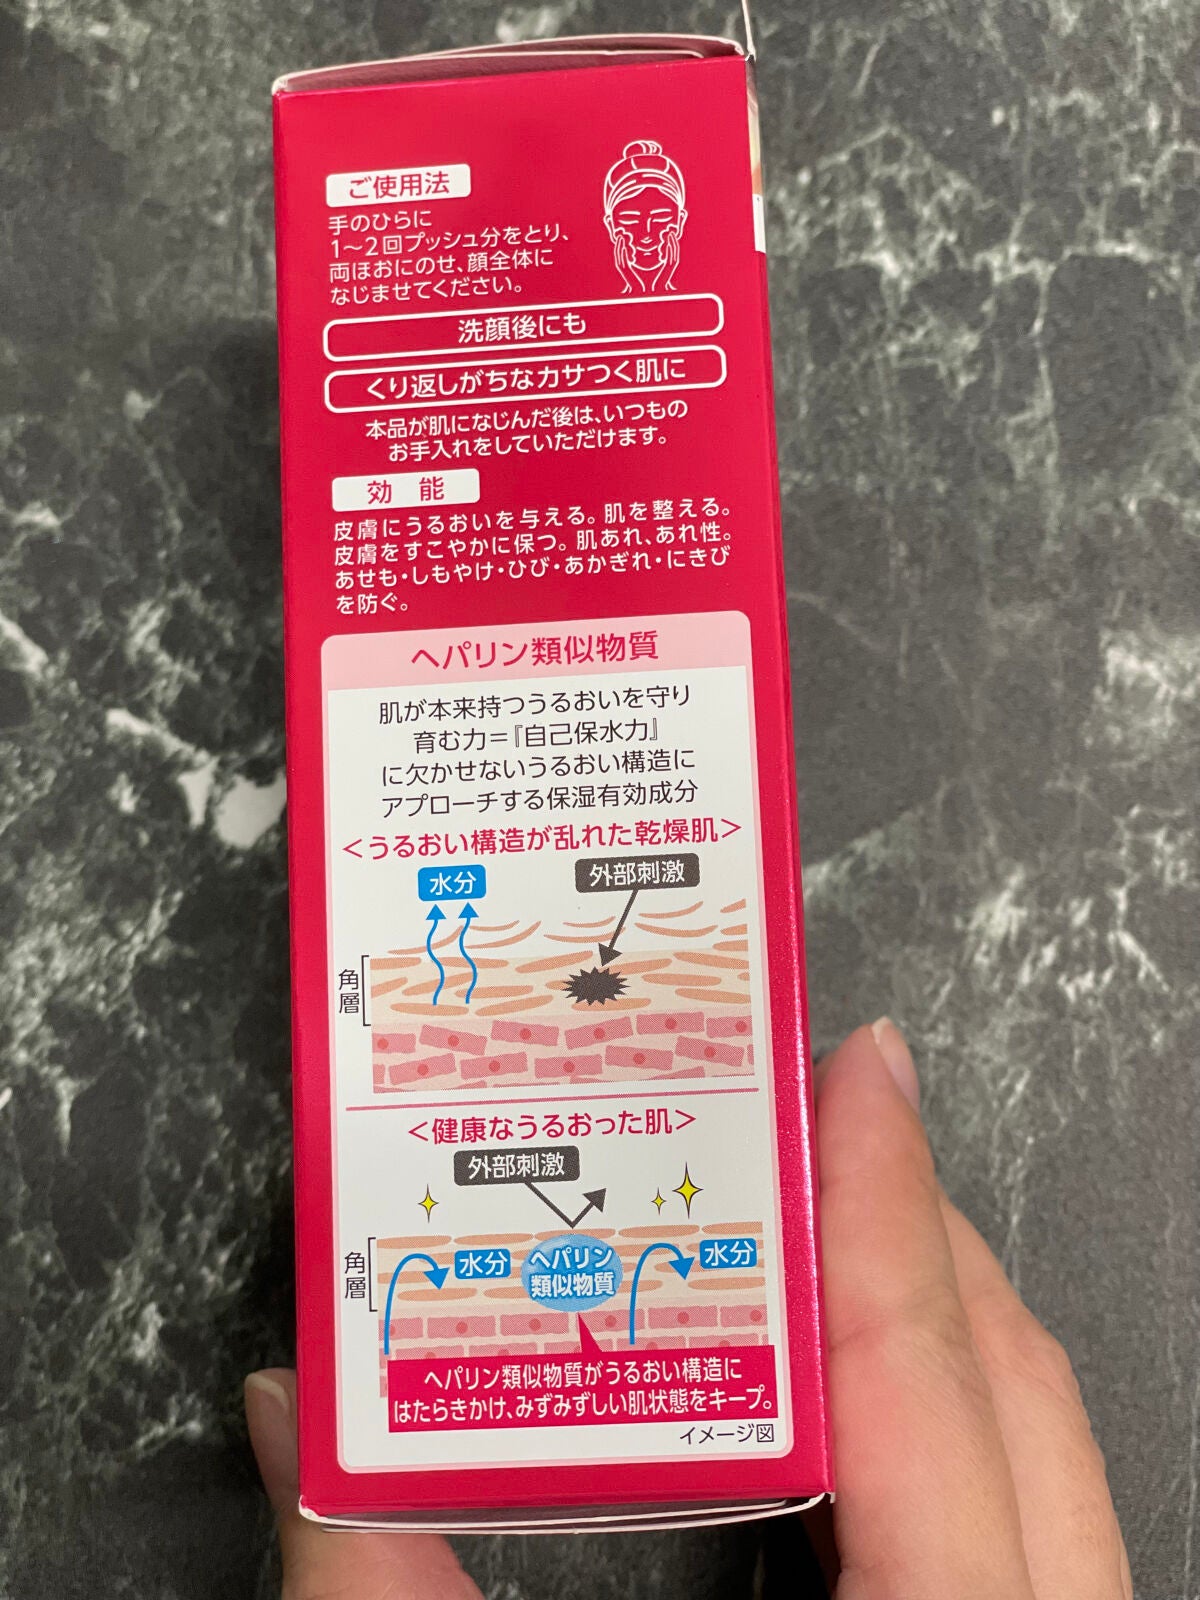 ご使用法
手のひらに
1〜2回プッシュ分をとり、
両ほおにのせ、顔全体に
なじませてください。
洗顔後にも
くり返しがちなカサつく肌に
本品が肌になじんだ後は、いつもの
お手入れをしていただけます。
効 能
皮膚にうるおいを与える。肌を整える。
皮膚をすこやかに保つ。肌あれ、あれ性。
あせも・しもやけ・ひび・あかぎれ・にきび
を防ぐ。
ヘパリン類似物質
肌が本来持つうるおいを守り
育む力=『自己保水力』
に欠かせないうるおい構造に
アプローチする保湿有効成分
<うるおい構造が乱れた乾燥肌>
水分
外部刺激
角層
<健康なうるおった肌>
外部刺激
角層
水分
ヘパリン
類似物質
水分
ヘパリン類似物質がうるおい構造に
はたらきかけ、みずみずしい肌状態をキープ。
イメージ図